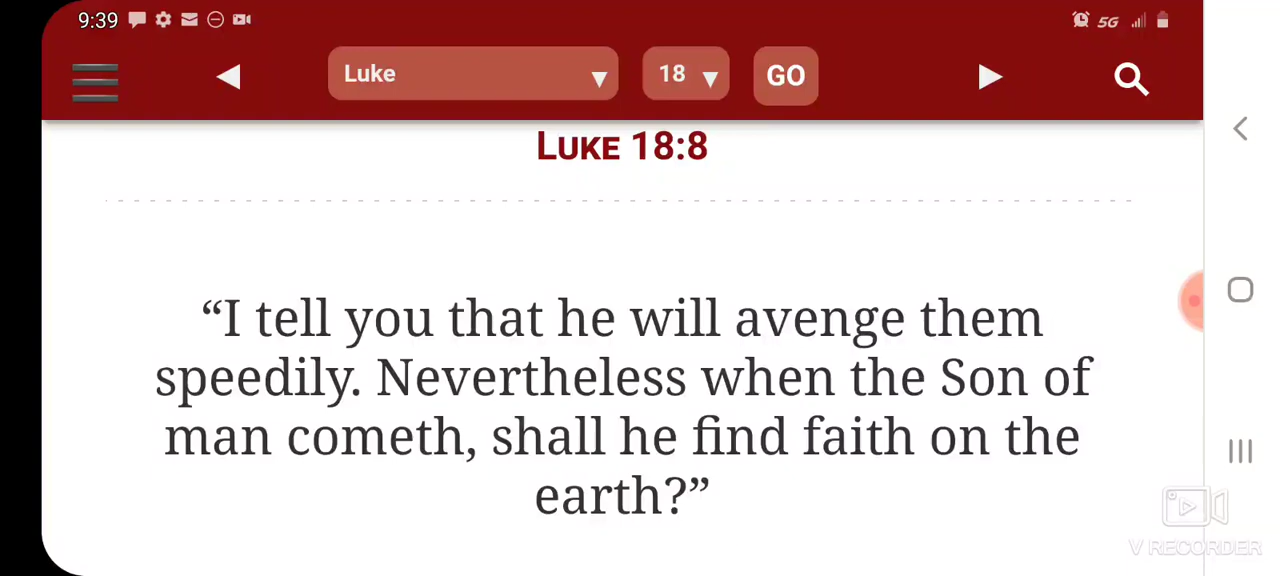 9:39
5G
Luke 18 GO
LUKE 18:8
“I tell you that he will avenge them
speedily. Nevertheless when the Son of
man cometh, shall he find faith on the
earth?”
V RECORDER